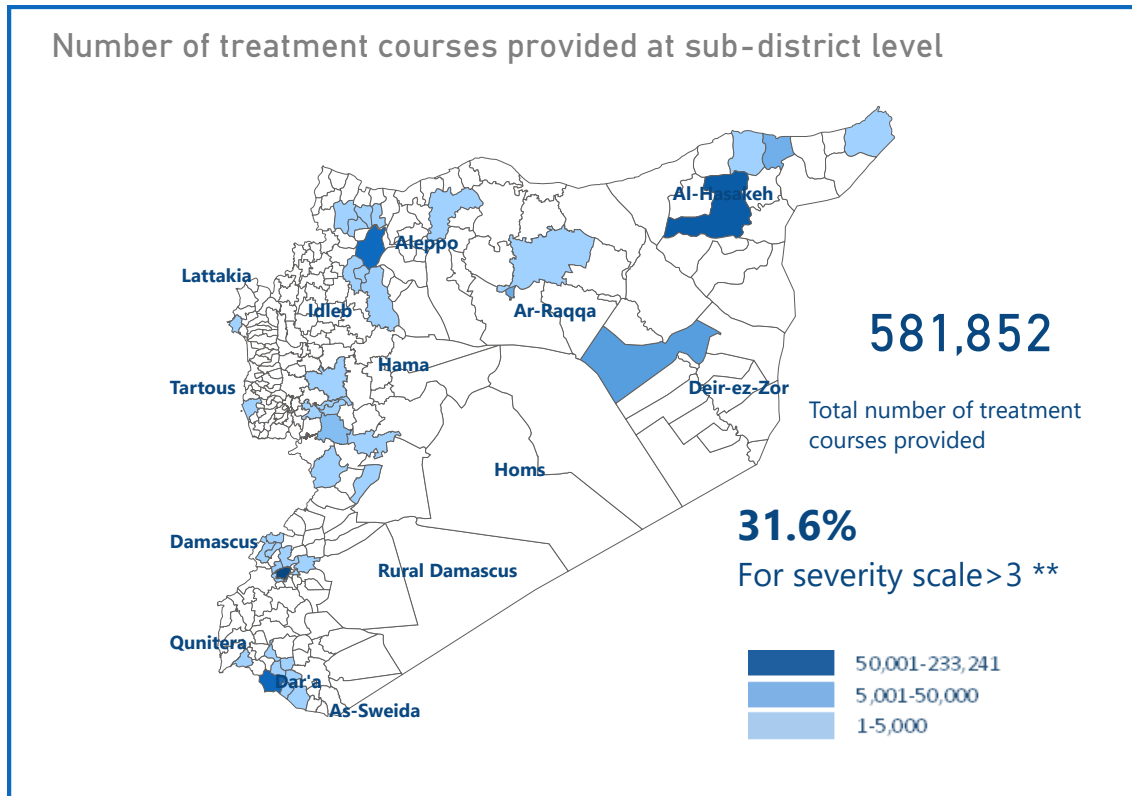 Number of treatment courses provided at sub-district level
Al-Hasakeh
Aleppo
Lattakia
Idleb
Ar-Raqqa
Hama
Tartous
Deir-ez-Zor
581,852
Total number of treatment
courses provided
Homs
31.6%
For severity scale>3 **
Damascus
Rural Damascus
Qunitera
Dar'a
As-Sweida
50,001-233,241
5,001-50,000
1-5,000